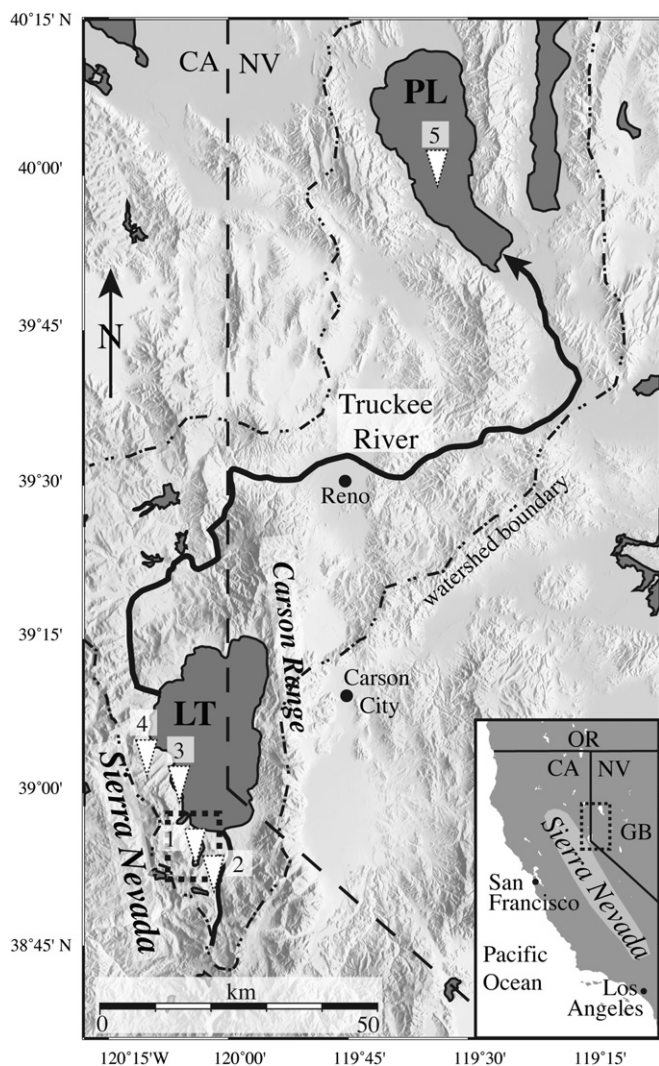 40°15' N
CA
NV
PL
5
40°00'
39°45'
N
Truckee
River
39°30'
Reno
watershed boundary
Carson Range
39°15'
Carson
City
LT
4
3
39°00'
1
2
Sierra Nevada
38°45'
km
0
50
OR
CA
NV
GB
Sierra Nevada
San
Francisco
Pacific
Ocean
Los
Angeles
120°15' W
120°00'
119°45'
119°30'
119°15'